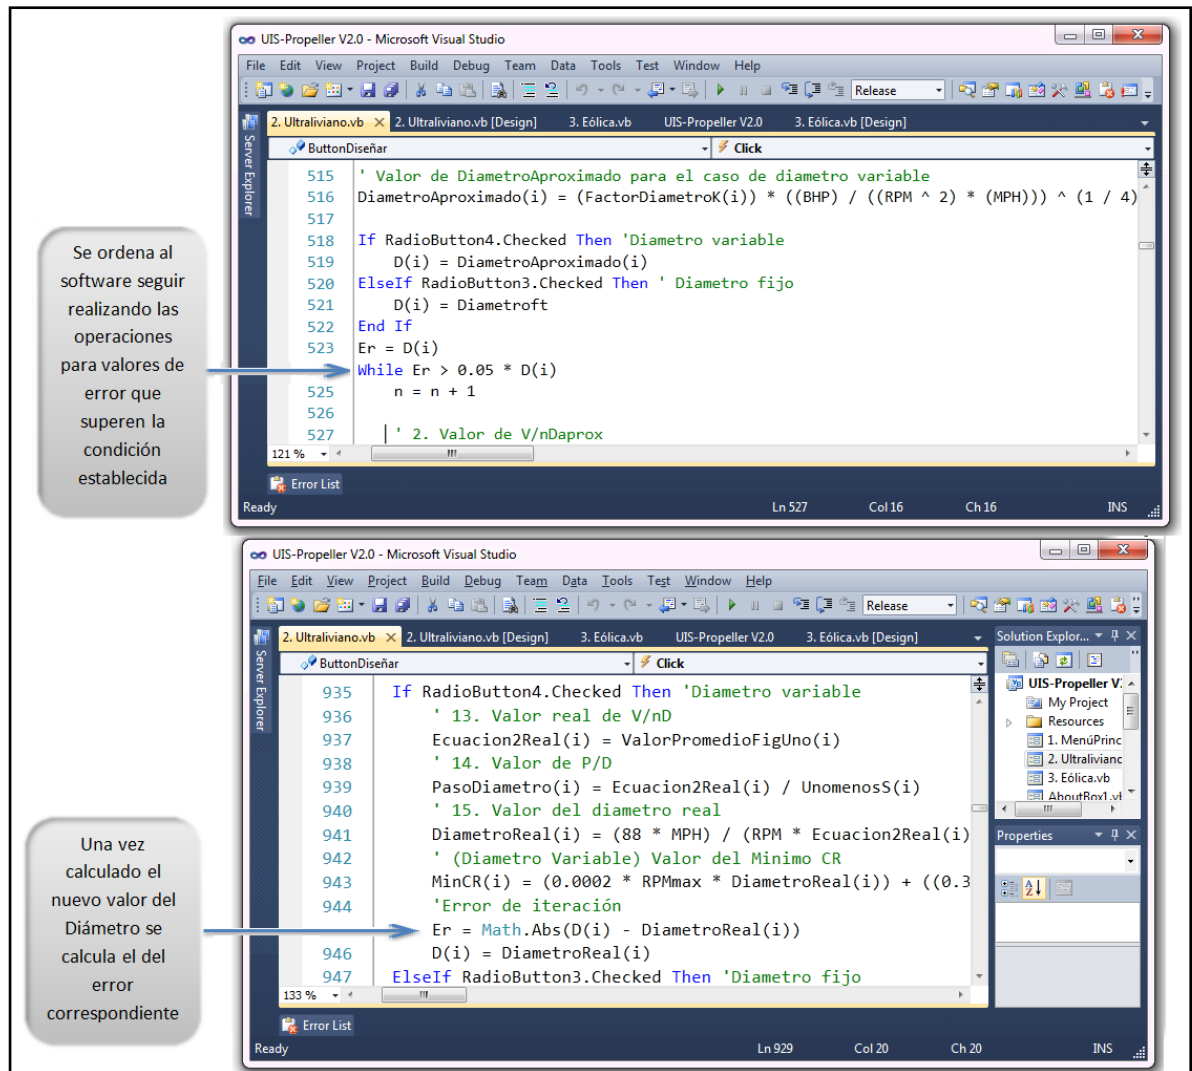 UIS-Propeller V2.0 - Microsoft Visual Studio
File Edit View Project Build Debug Team Data Tools Test Window Help
Release
2. Ultraliviano.vb 2. Ultraliviano.vb [Design] 3. Eólica.vb UIS-Propeller V2.0 3. Eólica.vb [Design]
Server Explorer
ButtonDiseñar Click
515 ' Valor de DiametroAproximado para el caso de diametro variable
516 DiametroAproximado(i) = (FactorDiametroK(i)) * ((BHP) / ((RPM ^ 2) * (MPH))) ^ (1 / 4)
517
518 If RadioButton4.Checked Then 'Diametro variable
519 D(i) = DiametroAproximado(i)
520 ElseIf RadioButton3.Checked Then ' Diametro fijo
521 D(i) = Diametroft
522 End If
523 Er = D(i)
While Er > 0.05 * D(i)
525 n = n + 1
526
527 ' 2. Valor de V/nDaprox
121 %
Error List
Ready Ln 527 Col 16 Ch 16 INS
Se ordena al
software seguir
realizando las
operaciones
para valores de
error que
superen la
condición
establecida
UIS-Propeller V2.0 - Microsoft Visual Studio
File Edit View Project Build Debug Team Data Tools Test Window Help
Release
2. Ultraliviano.vb 2. Ultraliviano.vb [Design] 3. Eólica.vb UIS-Propeller V2.0 3. Eólica.vb [Design]
Server Explorer
ButtonDiseñar Click
935 If RadioButton4.Checked Then 'Diametro variable
936 ' 13. Valor real de V/nD
937 Ecuacion2Real(i) = ValorPromedioFigUno(i)
938 ' 14. Valor de P/D
939 PasoDiametro(i) = Ecuacion2Real(i) / UnomenosS(i)
940 ' 15. Valor del diametro real
941 DiametroReal(i) = (88 * MPH) / (RPM * Ecuacion2Real(i)
942 ' (Diametro Variable) Valor del Minimo CR
943 MinCR(i) = (0.0002 * RPMmax * DiametroReal(i)) + ((0.3
944 'Error de iteración
Er = Math.Abs(D(i) - DiametroReal(i))
946 D(i) = DiametroReal(i)
947 ElseIf RadioButton3.Checked Then 'Diametro fijo
133 %
Error List
Ready Ln 929 Col 20 Ch 20 INS
Solution Explor...
UIS-Propeller V
My Project
Resources
1. MenúPrinc
2. Ultralivianc
3. Eólica.vb
AboutBox1.vb
Properties
Una vez
calculado el
nuevo valor del
Diámetro se
calcula el del
error
correspondiente